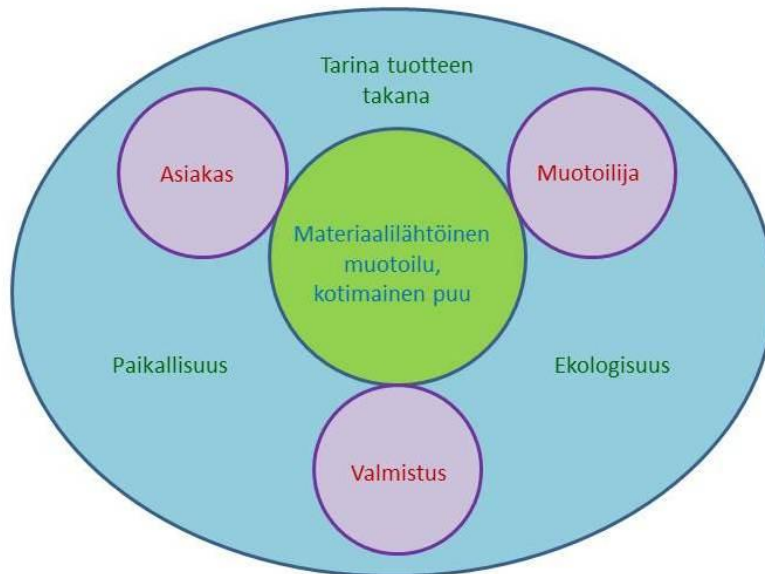 Tarina tuotteen
takana
Asiakas
Muotoilija
Materiaalilähtöinen
muotoilu,
kotimainen puu
Paikallisuus
Ekologisuus
Valmistus